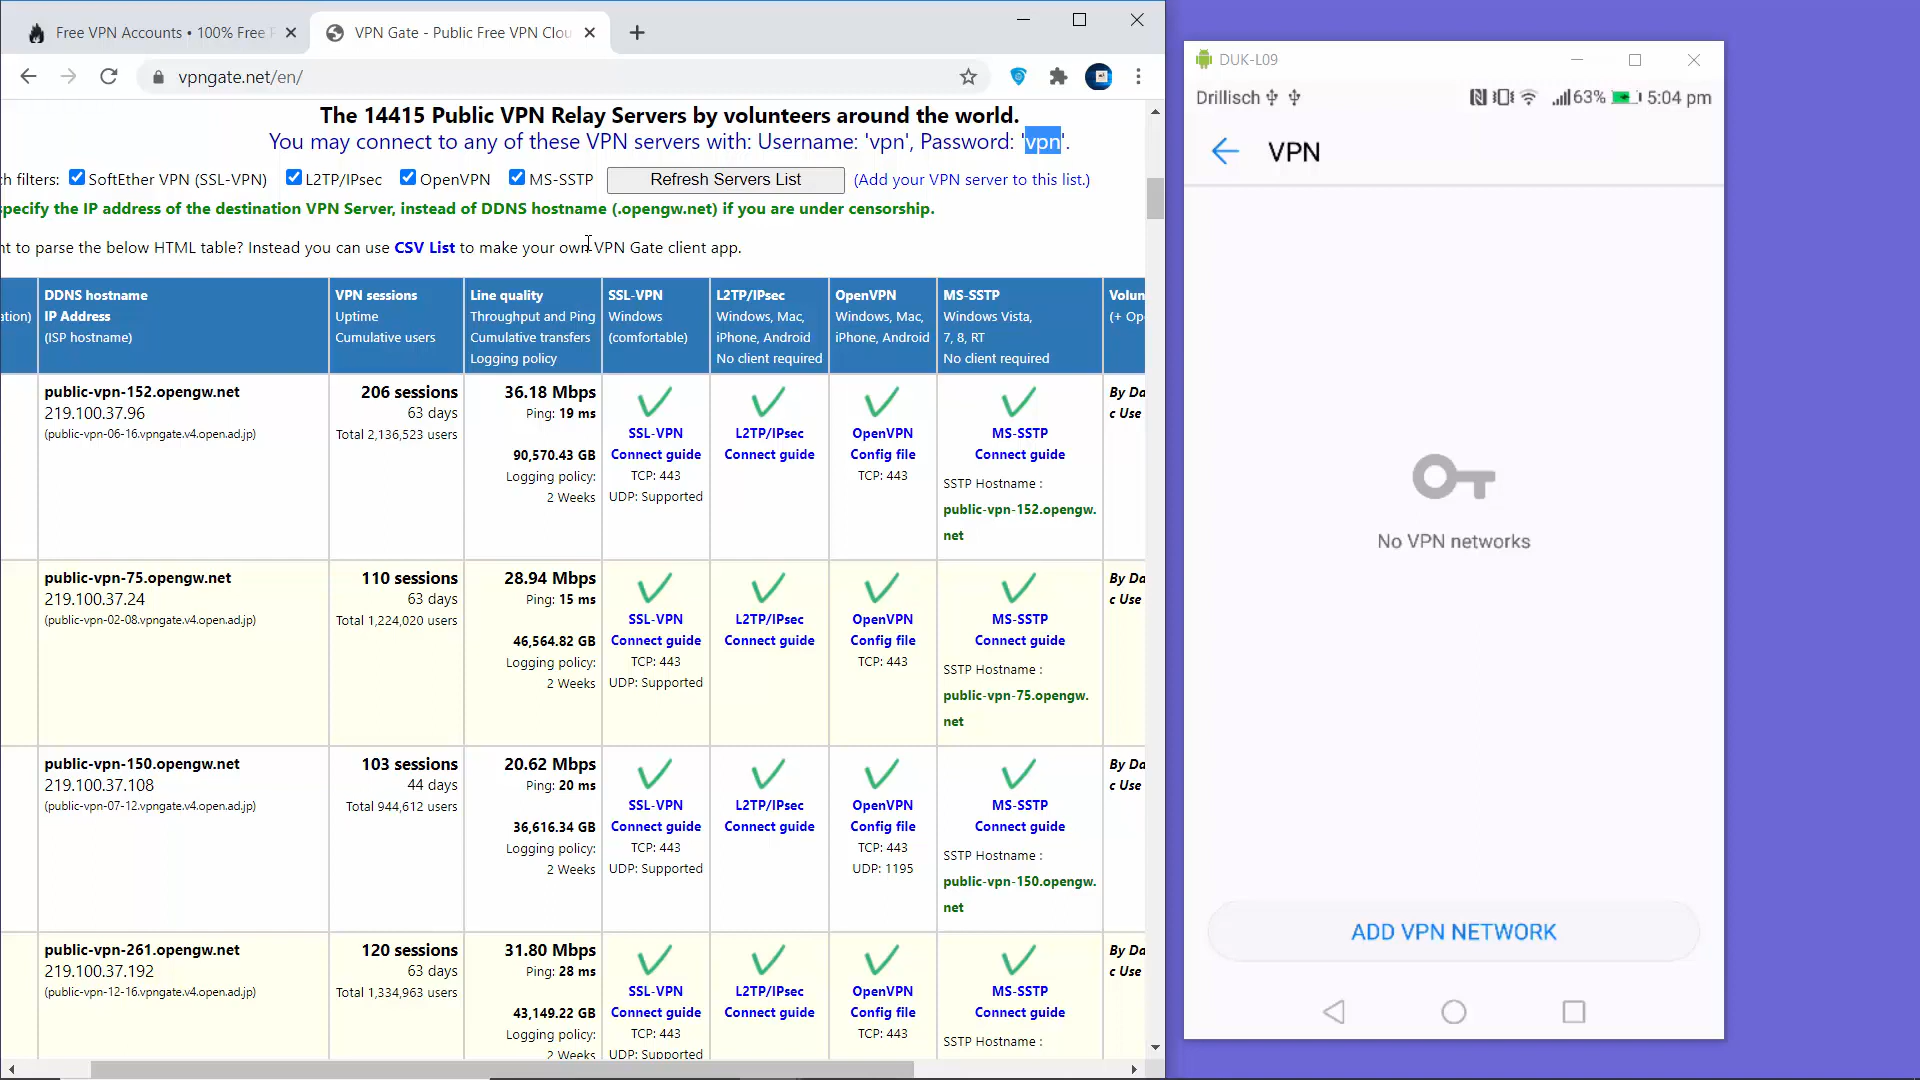 Free VPN Accounts • 100% Free
VPN Gate - Public Free VPN Clou
vpngate.net/en/
The 14415 Public VPN Relay Servers by volunteers around the world.
You may connect to any of these VPN servers with: Username: 'vpn', Password: 'vpn'.
ch filters: SoftEther VPN (SSL-VPN) L2TP/IPsec OpenVPN MS-SSTP Refresh Servers List (Add your VPN server to this list.)
specify the IP address of the destination VPN Server, instead of DDNS hostname (.opengw.net) if you are under censorship.
nt to parse the below HTML table? Instead you can use CSV List to make your own VPN Gate client app.
ation)
DDNS hostname
IP Address
(ISP hostname)
VPN sessions
Uptime
Cumulative users
Line quality
Throughput and Ping
Cumulative transfers
Logging policy
SSL-VPN
Windows
(comfortable)
L2TP/IPsec
Windows, Mac,
iPhone, Android
No client required
OpenVPN
Windows, Mac,
iPhone, Android
MS-SSTP
Windows Vista,
7, 8, RT
No client required
Volun
(+ Op
public-vpn-152.opengw.net
219.100.37.96
(public-vpn-06-16.vpngate.v4.open.ad.jp)
206 sessions
63 days
Total 2,136,523 users
36.18 Mbps
Ping: 19 ms
90,570.43 GB
Logging policy:
2 Weeks
SSL-VPN
Connect guide
TCP: 443
UDP: Supported
L2TP/IPsec
Connect guide
OpenVPN
Config file
TCP: 443
MS-SSTP
Connect guide
SSTP Hostname :
public-vpn-152.opengw.
net
By Da
c Use
public-vpn-75.opengw.net
219.100.37.24
(public-vpn-02-08.vpngate.v4.open.ad.jp)
110 sessions
63 days
Total 1,224,020 users
28.94 Mbps
Ping: 15 ms
46,564.82 GB
Logging policy:
2 Weeks
SSL-VPN
Connect guide
TCP: 443
UDP: Supported
L2TP/IPsec
Connect guide
OpenVPN
Config file
TCP: 443
MS-SSTP
Connect guide
SSTP Hostname :
public-vpn-75.opengw.
net
By Da
c Use
public-vpn-150.opengw.net
219.100.37.108
(public-vpn-07-12.vpngate.v4.open.ad.jp)
103 sessions
44 days
Total 944,612 users
20.62 Mbps
Ping: 20 ms
36,616.34 GB
Logging policy:
2 Weeks
SSL-VPN
Connect guide
TCP: 443
UDP: Supported
L2TP/IPsec
Connect guide
OpenVPN
Config file
TCP: 443
UDP: 1195
MS-SSTP
Connect guide
SSTP Hostname :
public-vpn-150.opengw.
net
By Da
c Use
public-vpn-261.opengw.net
219.100.37.192
(public-vpn-12-16.vpngate.v4.open.ad.jp)
120 sessions
63 days
Total 1,334,963 users
31.80 Mbps
Ping: 28 ms
43,149.22 GB
Logging policy:
2 Weeks
SSL-VPN
Connect guide
TCP: 443
UDP: Supported
L2TP/IPsec
Connect guide
OpenVPN
Config file
TCP: 443
MS-SSTP
Connect guide
SSTP Hostname :
By Da
c Use
DUK-L09
Drillisch 63% 5:04 pm
VPN
No VPN networks
ADD VPN NETWORK